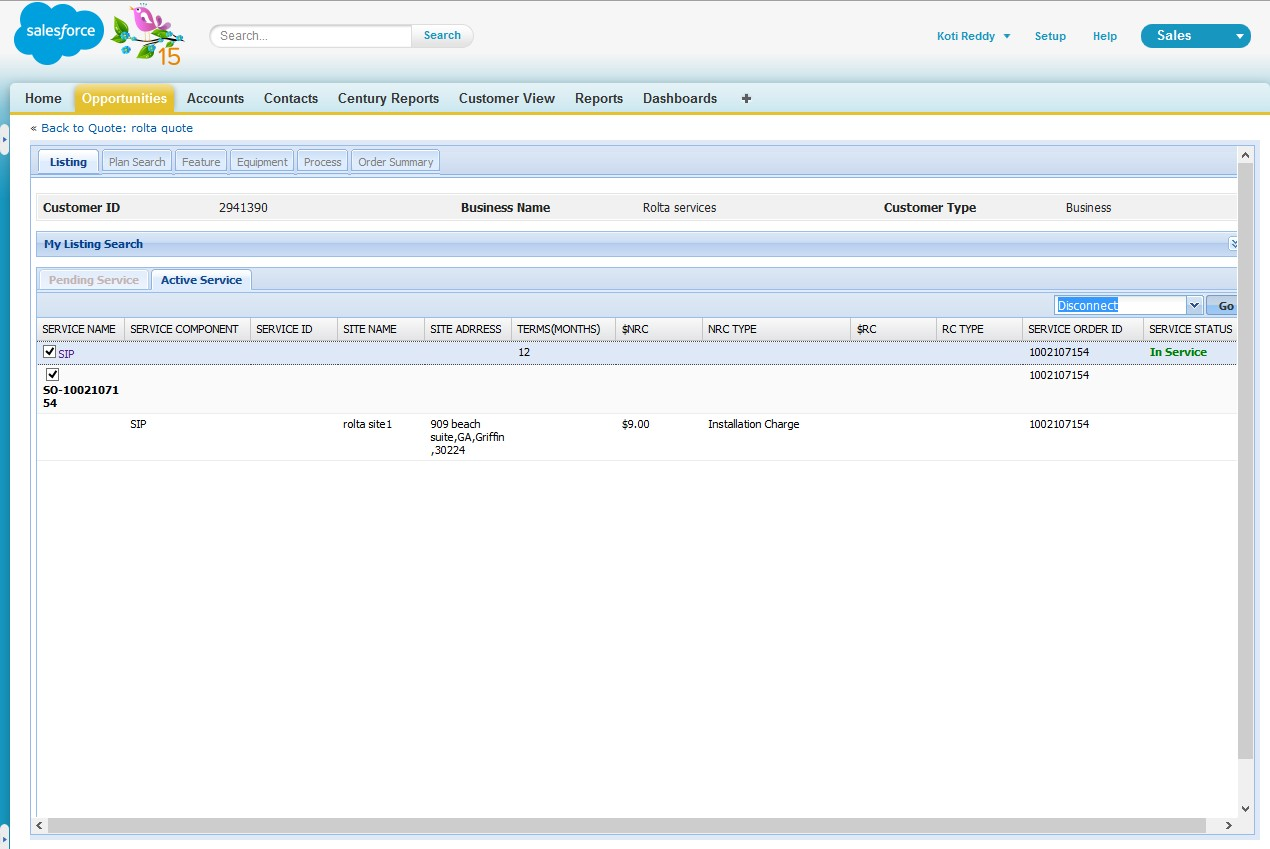 salesforce
15
Search...
Search
Koti Reddy
Setup
Help
Sales
Home
Opportunities
Accounts
Contacts
Century Reports
Customer View
Reports
Dashboards
+
« Back to Quote: rolta quote
Listing
Plan Search
Feature
Equipment
Process
Order Summary
Customer ID 2941390 Business Name Rolta services Customer Type Business
My Listing Search
Pending Service
Active Service
Disconnect
Go
SERVICE NAME SERVICE COMPONENT SERVICE ID SITE NAME SITE ADRRESS TERMS(MONTHS) $NRC NRC TYPE $RC RC TYPE SERVICE ORDER ID SERVICE STATUS
SIP 12 1002107154 In Service
1002107154
SO-10021071
54
SIP rolta site1 909 beach $9.00 Installation Charge 1002107154
suite,GA,Griffin
,30224